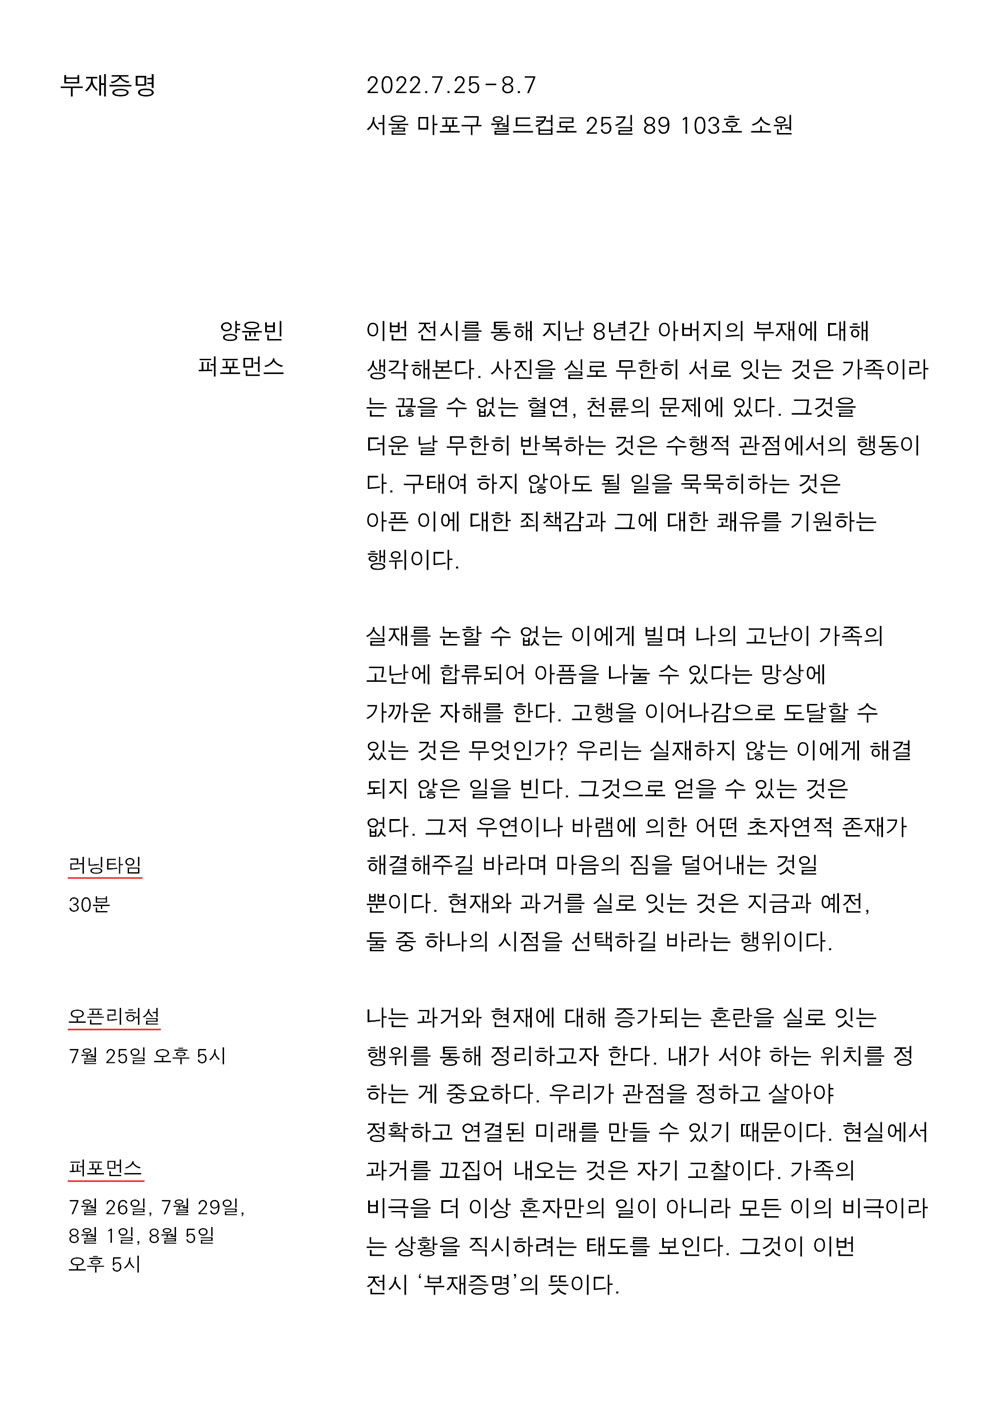 부재증명
2022.7.25–8.7
서울 마포구 월드컵로 25길 89 103호 소원
양윤빈
퍼포먼스
이번 전시를 통해 지난 8년간 아버지의 부재에 대해
생각해본다. 사진을 실로 무한히 서로 잇는 것은 가족이라
는 끊을 수 없는 혈연, 천륜의 문제에 있다. 그것을
더운 날 무한히 반복하는 것은 수행적 관점에서의 행동이
다. 구태여 하지 않아도 될 일을 묵묵히하는 것은
아픈 이에 대한 죄책감과 그에 대한 쾌유를 기원하는
행위이다.
실재를 논할 수 없는 이에게 빌며 나의 고난이 가족의
고난에 합류되어 아픔을 나눌 수 있다는 망상에
가까운 자해를 한다. 고행을 이어나감으로 도달할 수
있는 것은 무엇인가? 우리는 실재하지 않는 이에게 해결
되지 않은 일을 빈다. 그것으로 얻을 수 있는 것은
없다. 그저 우연이나 바램에 의한 어떤 초자연적 존재가
해결해주길 바라며 마음의 짐을 덜어내는 것일
뿐이다. 현재와 과거를 실로 잇는 것은 지금과 예전,
둘 중 하나의 시점을 선택하길 바라는 행위이다.
나는 과거와 현재에 대해 증가되는 혼란을 실로 잇는
행위를 통해 정리하고자 한다. 내가 서야 하는 위치를 정
하는 게 중요하다. 우리가 관점을 정하고 살아야
정확하고 연결된 미래를 만들 수 있기 때문이다. 현실에서
과거를 끄집어 내오는 것은 자기 고찰이다. 가족의
비극을 더 이상 혼자만의 일이 아니라 모든 이의 비극이라
는 상황을 직시하려는 태도를 보인다. 그것이 이번
전시 ‘부재증명’의 뜻이다.
러닝타임
30분
오픈리허설
7월 25일 오후 5시
퍼포먼스
7월 26일, 7월 29일,
8월 1일, 8월 5일
오후 5시